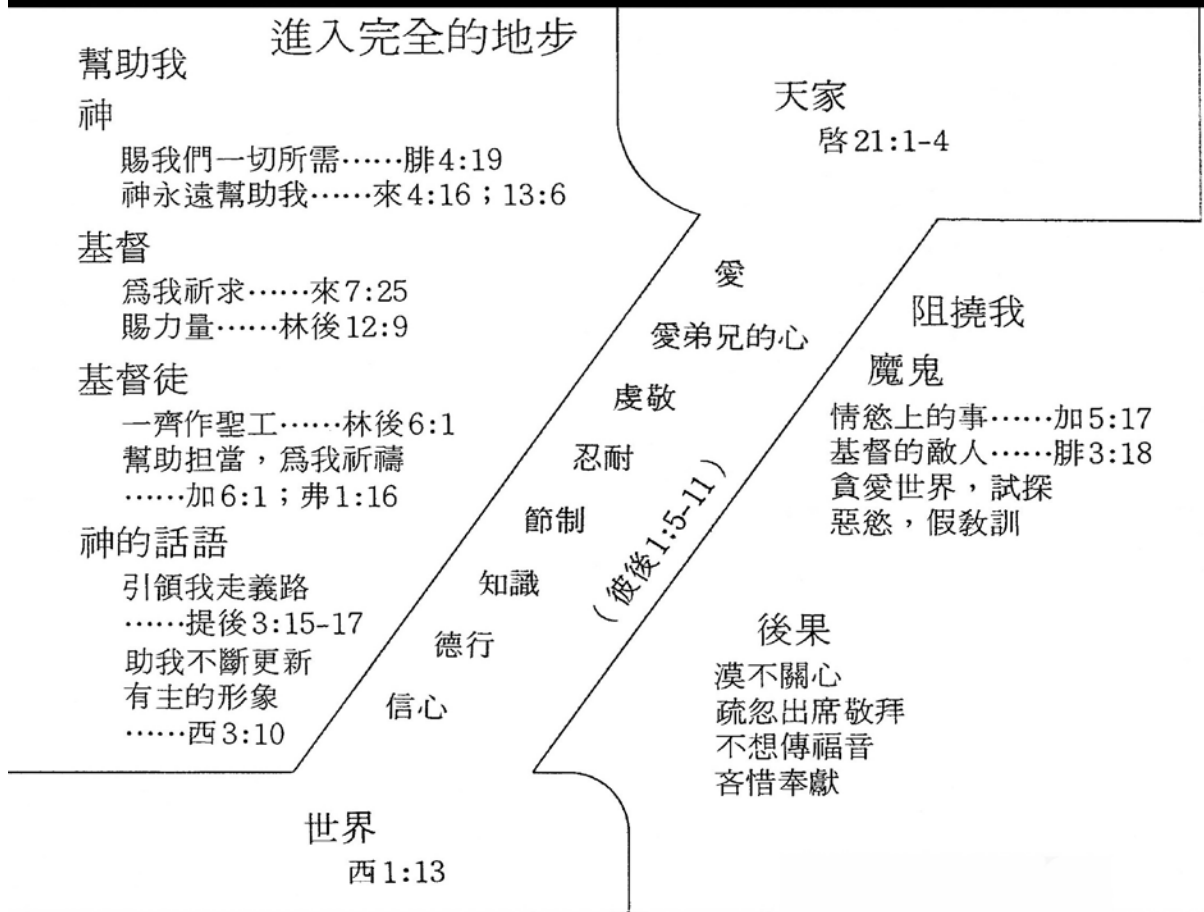 進入完全的地步
幫助我
神
賜我們一切所需……腓4:19
神永遠幫助我……來4:16；13:6
基督
爲我祈求……來7:25
賜力量……林後12:9
基督徒
一齊作聖工……林後6:1
幫助担當，爲我祈禱
……加6:1；弗1:16
神的話語
引領我走義路
……提後3:15-17
助我不斷更新
有主的形象
……西3:10
天家
啓21:1-4
愛
愛弟兄的心
虔敬
忍耐
節制
知識
德行
信心
（彼後1:5-11）
阻撓我
魔鬼
情慾上的事……加5:17
基督的敵人……腓3:18
貪愛世界，試探
惡慾，假教訓
後果
漠不關心
疏忽出席敬拜
不想傳福音
吝惜奉獻
世界
西1:13